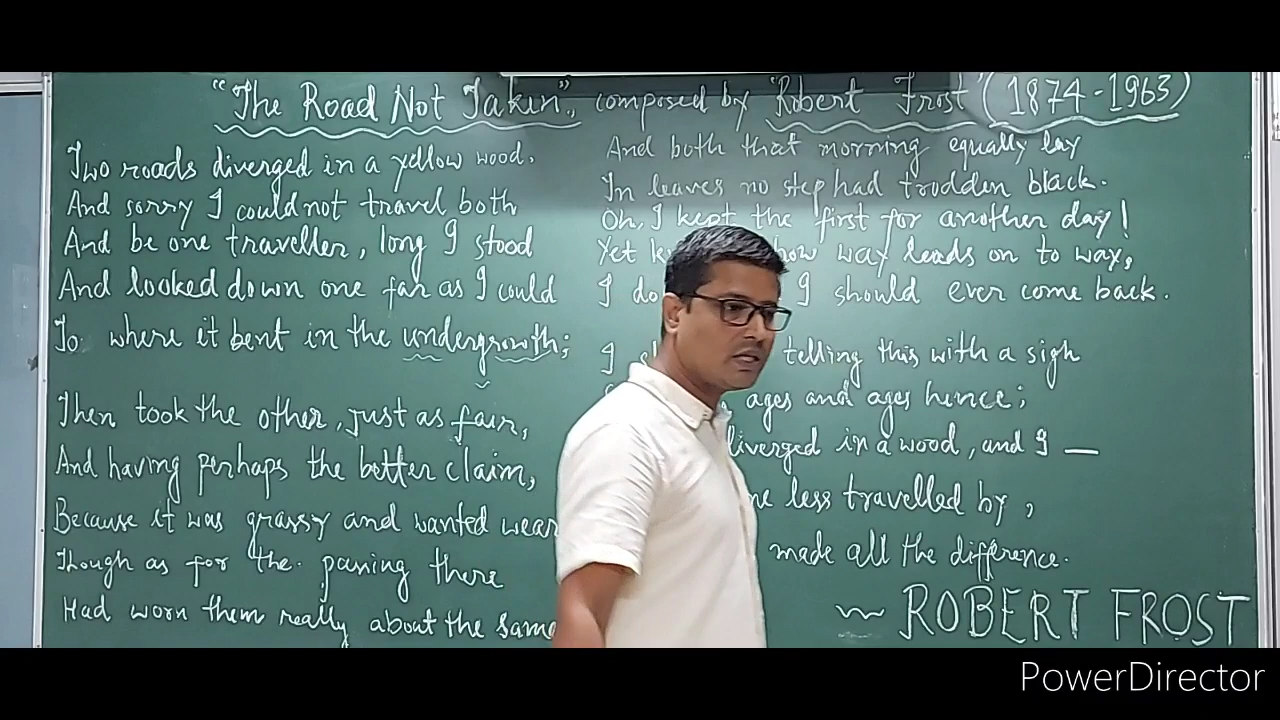 "The Road Not Taken", composed by "Robert Frost" (1874-1963)
Two roads diverged in a yellow wood,
And sorry I could not travel both
And be one traveller, long I stood
And looked down one far as I could
To where it bent in the undergrowth;
Then took the other, just as fair,
And having perhaps the better claim,
Because it was grassy and wanted wear
Though as for the passing there
Had worn them really about the same
And both that morning equally lay
In leaves no step had trodden black.
Oh, I kept the first for another day!
Yet how way leads on to way,
I do I should ever come back.
I telling this with a sigh
ages and ages hence;
diverged in a wood, and I —
less travelled by,
made all the difference.
~ ROBERT FROST
PowerDirector